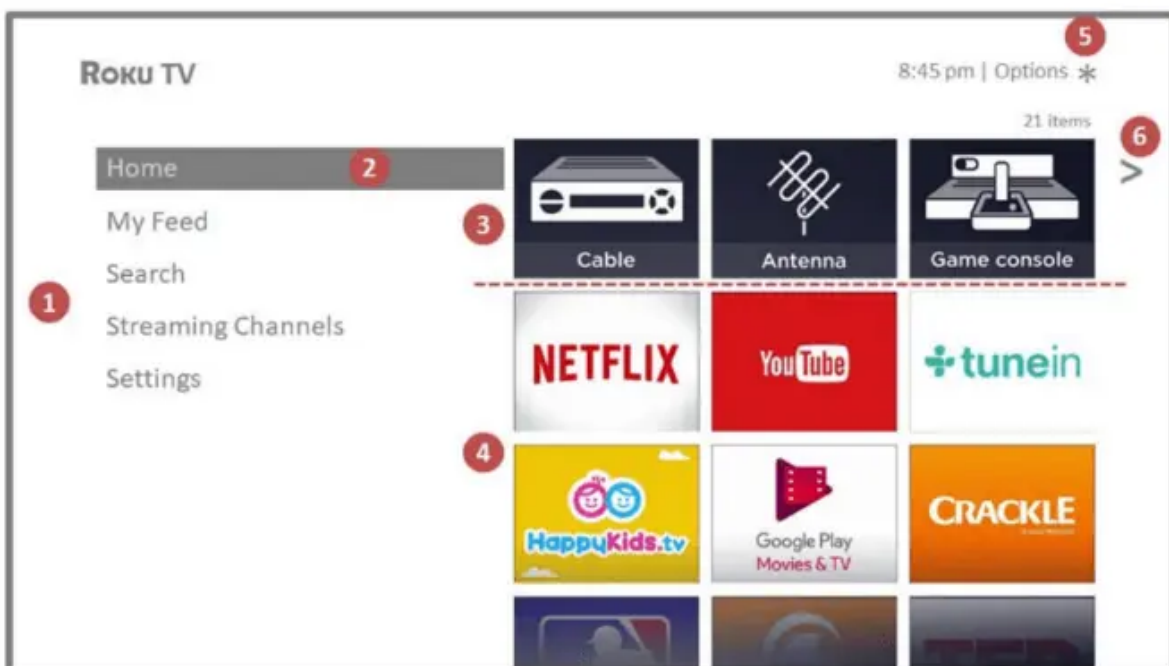 5
ROKU TV
8:45 pm | Options *
21 items
6
>
Home
2
My Feed
Search
Streaming Channels
Settings
1
3
Cable
Antenna
Game console
NETFLIX
YouTube
tunein
4
HappyKids.tv
Google Play
Movies & TV
CRACKLE